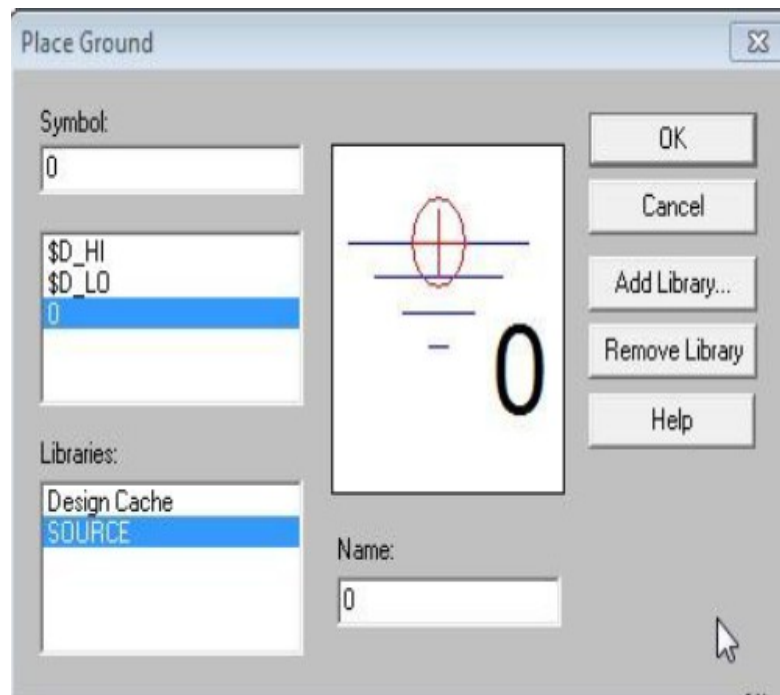 Place Ground
Symbol:
0
$D_HI
$D_LO
0
Libraries:
Design Cache
SOURCE
0
Name:
0
OK
Cancel
Add Library...
Remove Library
Help